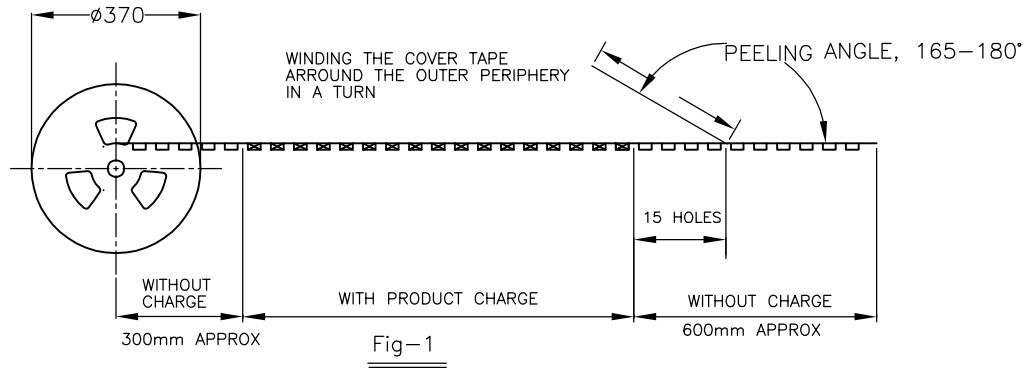 ø370
WINDING THE COVER TAPE
ARROUND THE OUTER PERIPHERY
IN A TURN
PEELING ANGLE, 165-180°
15 HOLES
WITHOUT
CHARGE
300mm APPROX
WITH PRODUCT CHARGE
WITHOUT CHARGE
600mm APPROX
Fig-1